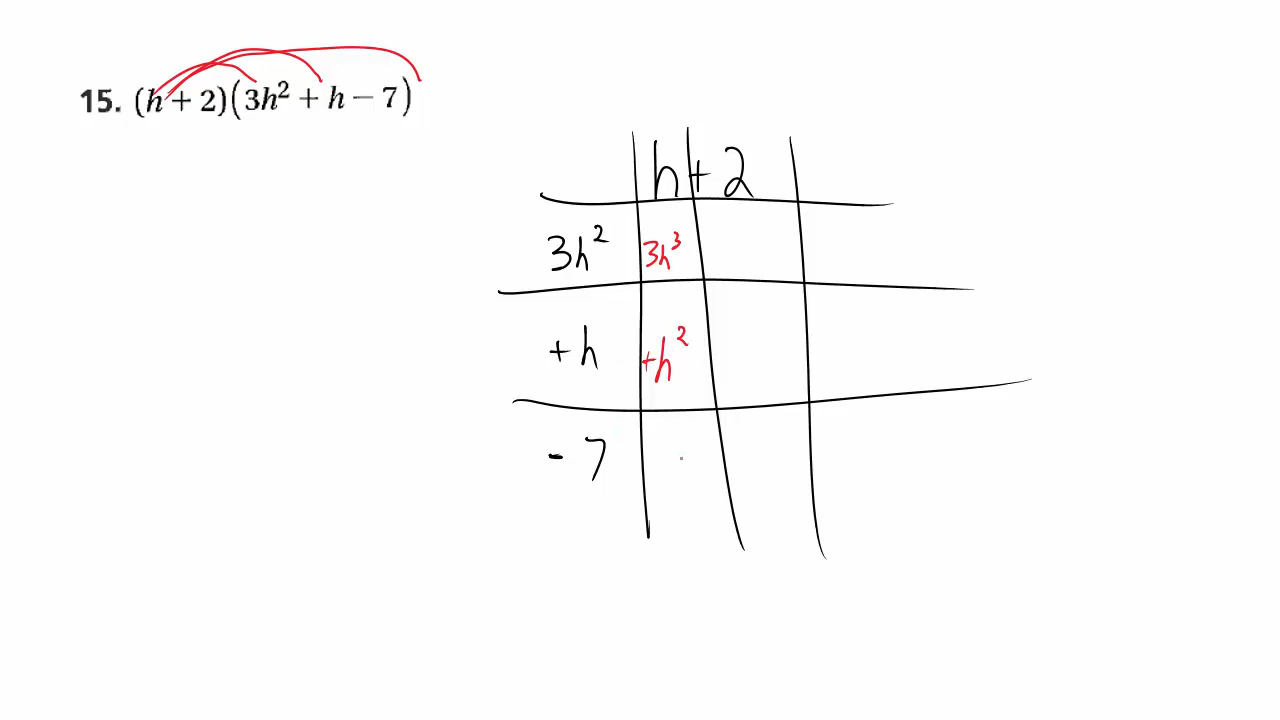 15. (h + 2)(3h² + h − 7)
h + 2
3h² 3h³
+h +h²
- 7